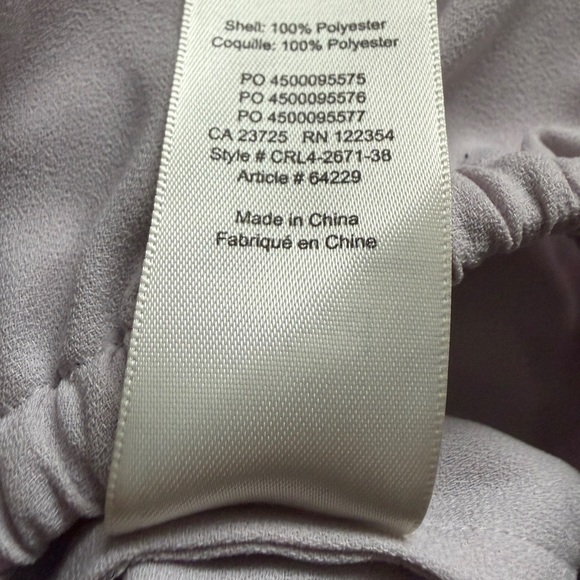 Shell: 100% Polyester
Coquille: 100% Polyester
PO 4500095575
PO 4500095576
PO 4500095577
CA 23725 RN 122354
Style # CRL4-2671-38
Article # 64229
Made in China
Fabriqué en Chine